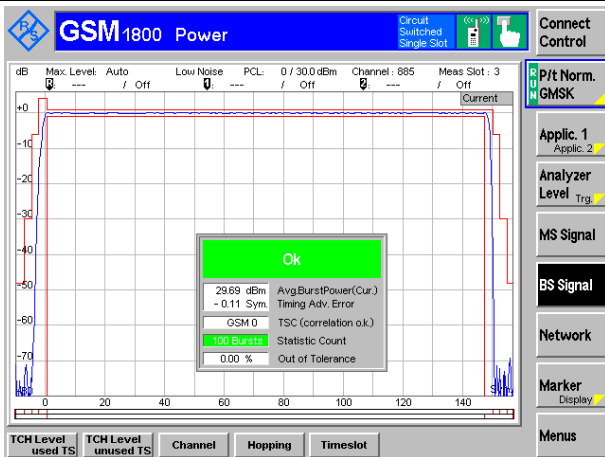 R&S
GSM1800 Power
Circuit
Switched
Single Slot
dB Max. Level: Auto Low Noise PCL: 0 / 30.0 dBm Channel : 885 Meas Slot : 3
1: --- / Off 1: --- / Off 2: --- / Off
Current
+0
-10
-20
-30
-40
-50
-60
-70
Ok
29.69 dBm Avg.BurstPower(Cur.)
- 0.11 Sym. Timing Adv. Error
GSM 0 TSC (correlation o.k.)
100 Bursts Statistic Count
0.00 % Out of Tolerance
0 20 40 60 80 100 120 140
TCH Level
used TS
TCH Level
unused TS
Channel
Hopping
Timeslot
Connect
Control
RUN
P/t Norm.
GMSK
Applic. 1
Applic. 2
Analyzer
Level Trg.
MS Signal
BS Signal
Network
Marker
Display
Menus